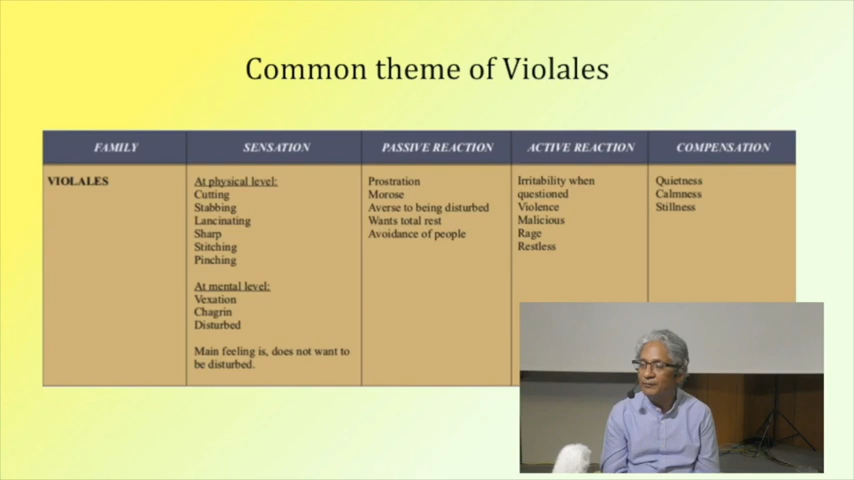 Common theme of Violales
FAMILY
SENSATION
PASSIVE REACTION
ACTIVE REACTION
COMPENSATION
VIOLALES
At physical level:
Cutting
Stabbing
Lancinating
Sharp
Stitching
Pinching
At mental level:
Vexation
Chagrin
Disturbed
Main feeling is, does not want to
be disturbed.
Prostration
Morose
Averse to being disturbed
Wants total rest
Avoidance of people
Irritability when
questioned
Violence
Malicious
Rage
Restless
Quietness
Calmness
Stillness